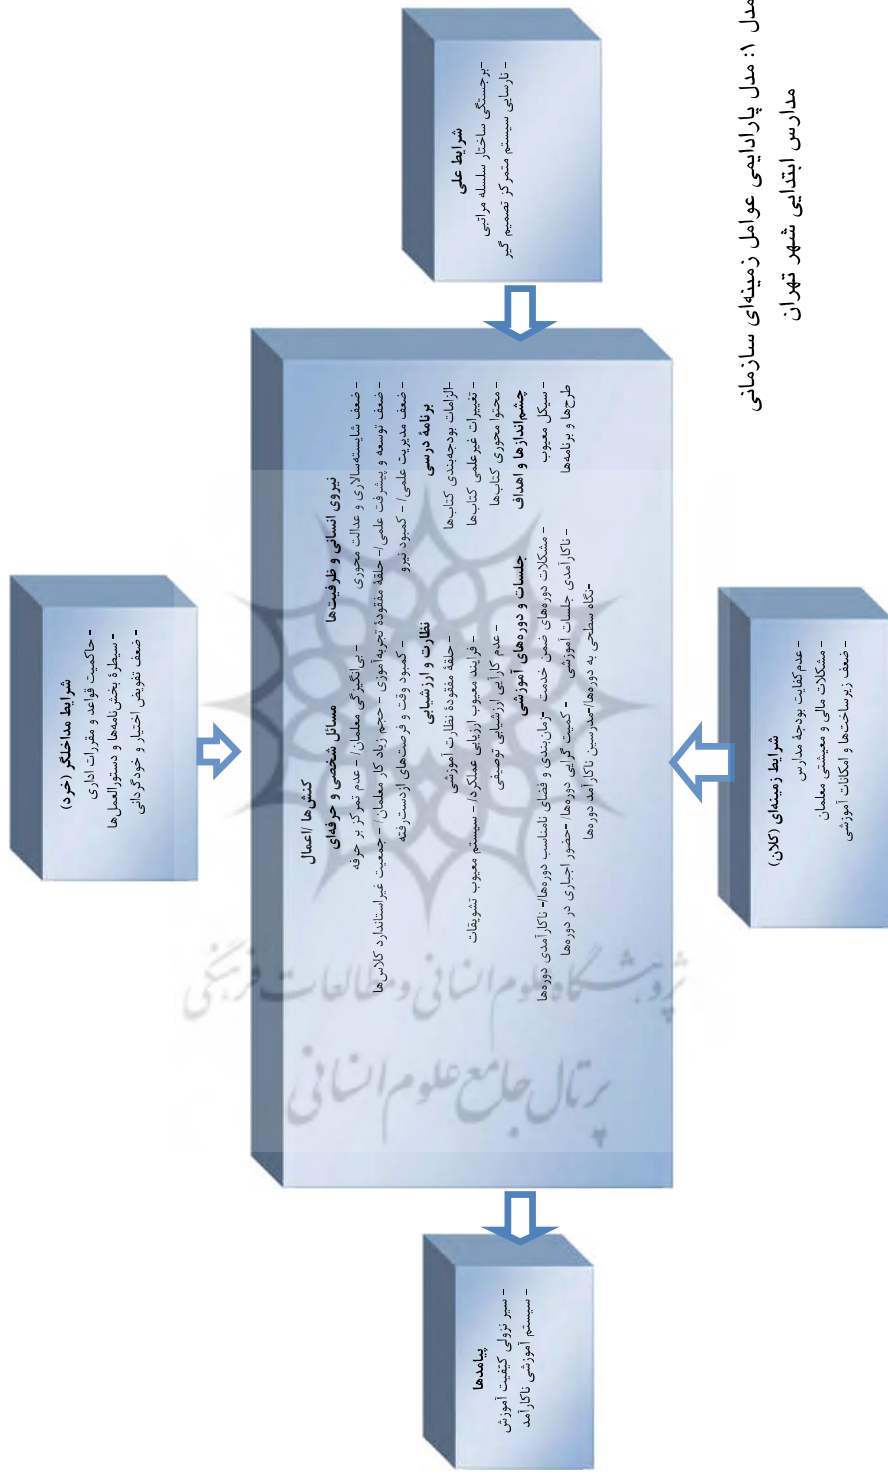 شرایط علی
-برجستگی ساختار سلسله مراتبی
- نارسایی سیستم متمرکز تصمیم گیر
شرایط مداخلگر (خرد)
- حاکمیت قواعد و مقررات اداری
- سیطرۀ بخش‌نامه‌ها و دستورالعمل‌ها
- ضعف تفویض اختیار و خودگردانی
کنش‌ها /اعمال
نیروی انسانی و ظرفیت‌ها مسائل شخصی و حرفه‌ای
- ضعف شایسته‌سالاری و عدالت محوری -بی‌انگیزگی معلمان/- عدم تمرکز بر حرفه
- ضعف توسعه و پیشرفت علمی/- حلقۀ مفقودۀ تجربه‌آموزی - حجم زیاد کار معلمان/- جمعیت غیراستاندارد کلاس‌ها
- ضعف مدیریت علمی/- کمبود نیرو - کمبود وقت و فرصت‌های ازدست‌رفته
برنامۀ درسی نظارت و ارزشیابی
-الزامات بودجه‌بندی کتاب‌ها - حلقۀ مفقودۀ نظارت آموزشی
- تغییرات غیرعلمی کتاب‌ها - فرایند معیوب ارزیابی عملکرد/- سیستم معیوب تشویقات
- محتوا محوری کتاب‌ها - عدم کارآیی ارزشیابی توصیفی
چشم‌اندازها و اهداف جلسات و دوره‌های آموزشی
- سیکل معیوب - مشکلات دوره‌های ضمن خدمت -زمان‌بندی و فضای نامناسب دوره‌ها/- ناکارآمدی دوره‌ها
طرح‌ها و برنامه‌ها - ناکارآمدی جلسات آموزشی - کمیت گرایی دوره‌ها/-حضور اجباری در دوره‌ها
-نگاه سطحی به دوره‌ها/-مدرسین ناکارآمد دوره‌ها
شرایط زمینه‌ای (کلان)
- عدم کفایت بودجه مدارس
- مشکلات مالی و معیشتی معلمان
- ضعف زیرساخت‌ها و امکانات آموزشی
پیامدها
- سیر نزولی کیفیت آموزش
- سیستم آموزشی ناکارآمد
مدل ۱: مدل پارادایمی عوامل زمینه‌ای سازمانی
مدارس ابتدایی شهر تهران
پژوهشگاه علوم انسانی و مطالعات فرهنگی
پرتال جامع علوم انسانی